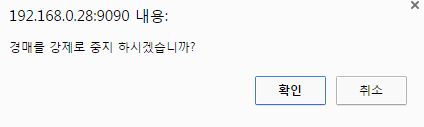 192.168.0.28:9090 내용:
경매를 강제로 중지 하시겠습니까?
확인 취소